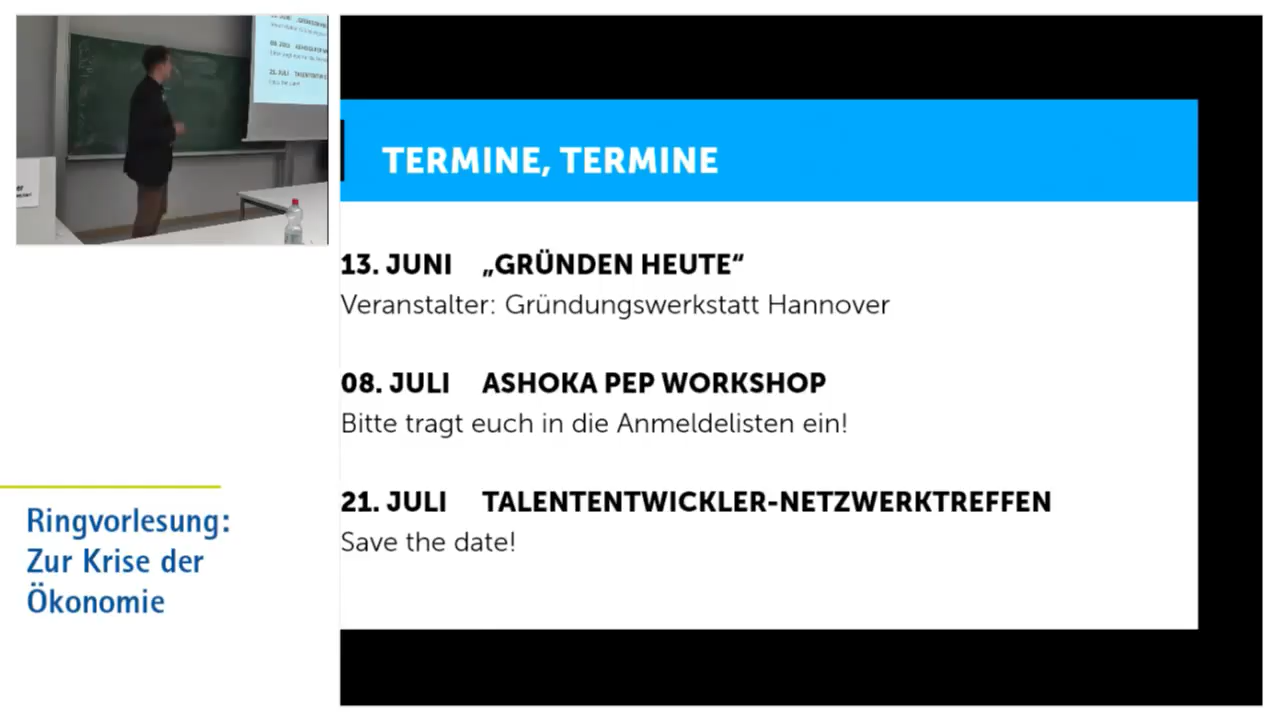 TERMINE, TERMINE
13. JUNI „GRÜNDEN HEUTE“
Veranstalter: Gründungswerkstatt Hannover
08. JULI ASHOKA PEP WORKSHOP
Bitte tragt euch in die Anmeldelisten ein!
21. JULI TALENTENTWICKLER-NETZWERKTREFFEN
Save the date!
Ringvorlesung:
Zur Krise der
Ökonomie